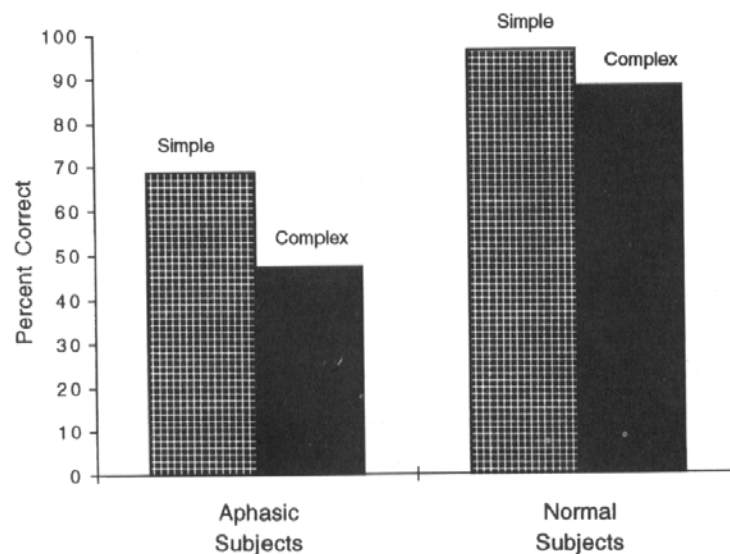 Simple
Complex
Simple
Complex
100
90
80
70
60
50
40
30
20
10
0
Percent Correct
Aphasic
Subjects
Normal
Subjects